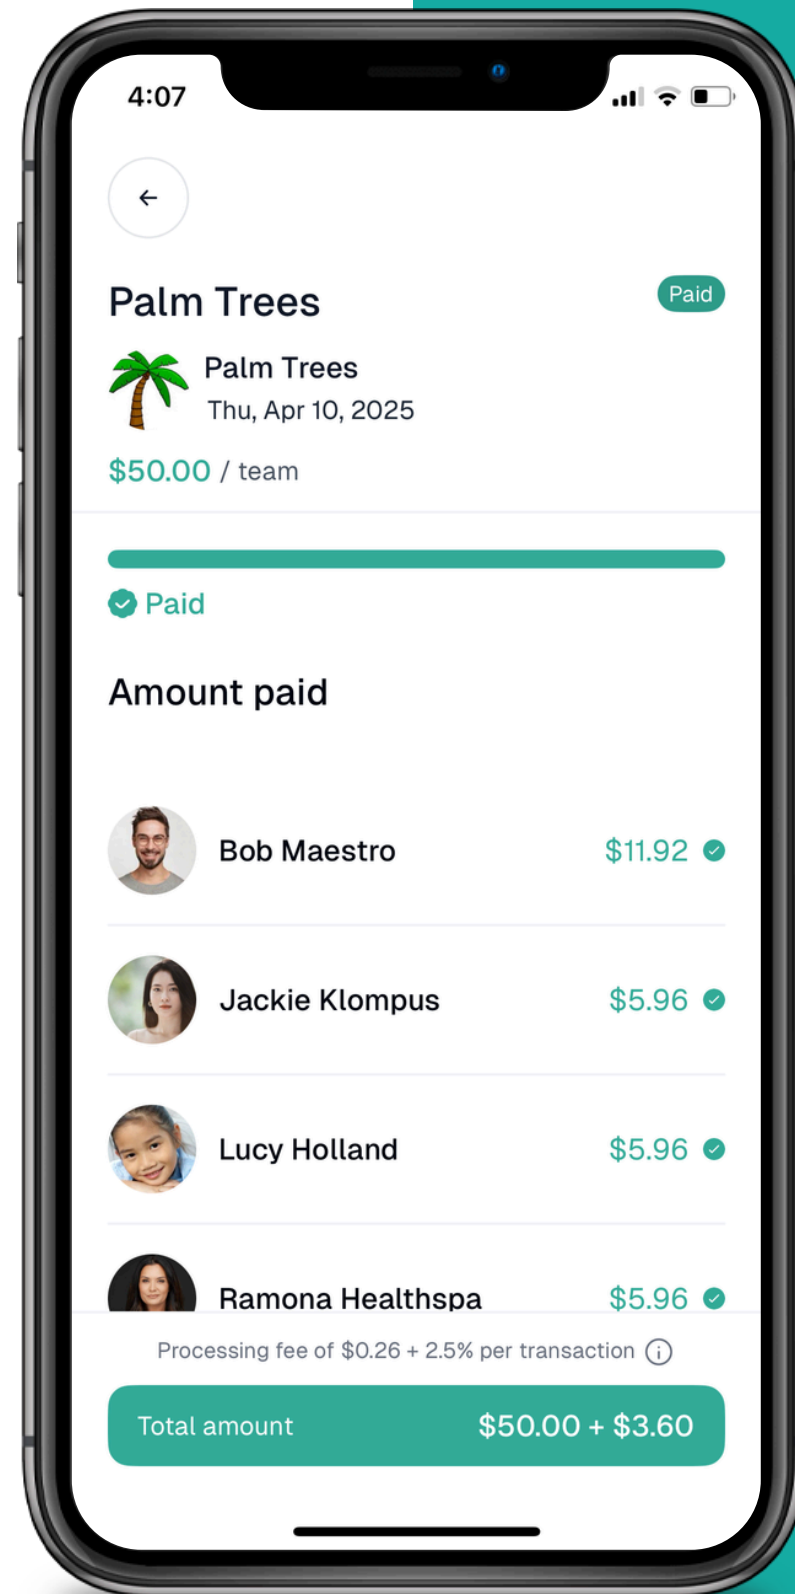 4:07
Palm Trees
Paid
Palm Trees
Thu, Apr 10, 2025
$50.00 / team
Paid
Amount paid
Bob Maestro $11.92
Jackie Klompus $5.96
Lucy Holland $5.96
Ramona Healthspa $5.96
Processing fee of $0.26 + 2.5% per transaction
Total amount $50.00 + $3.60